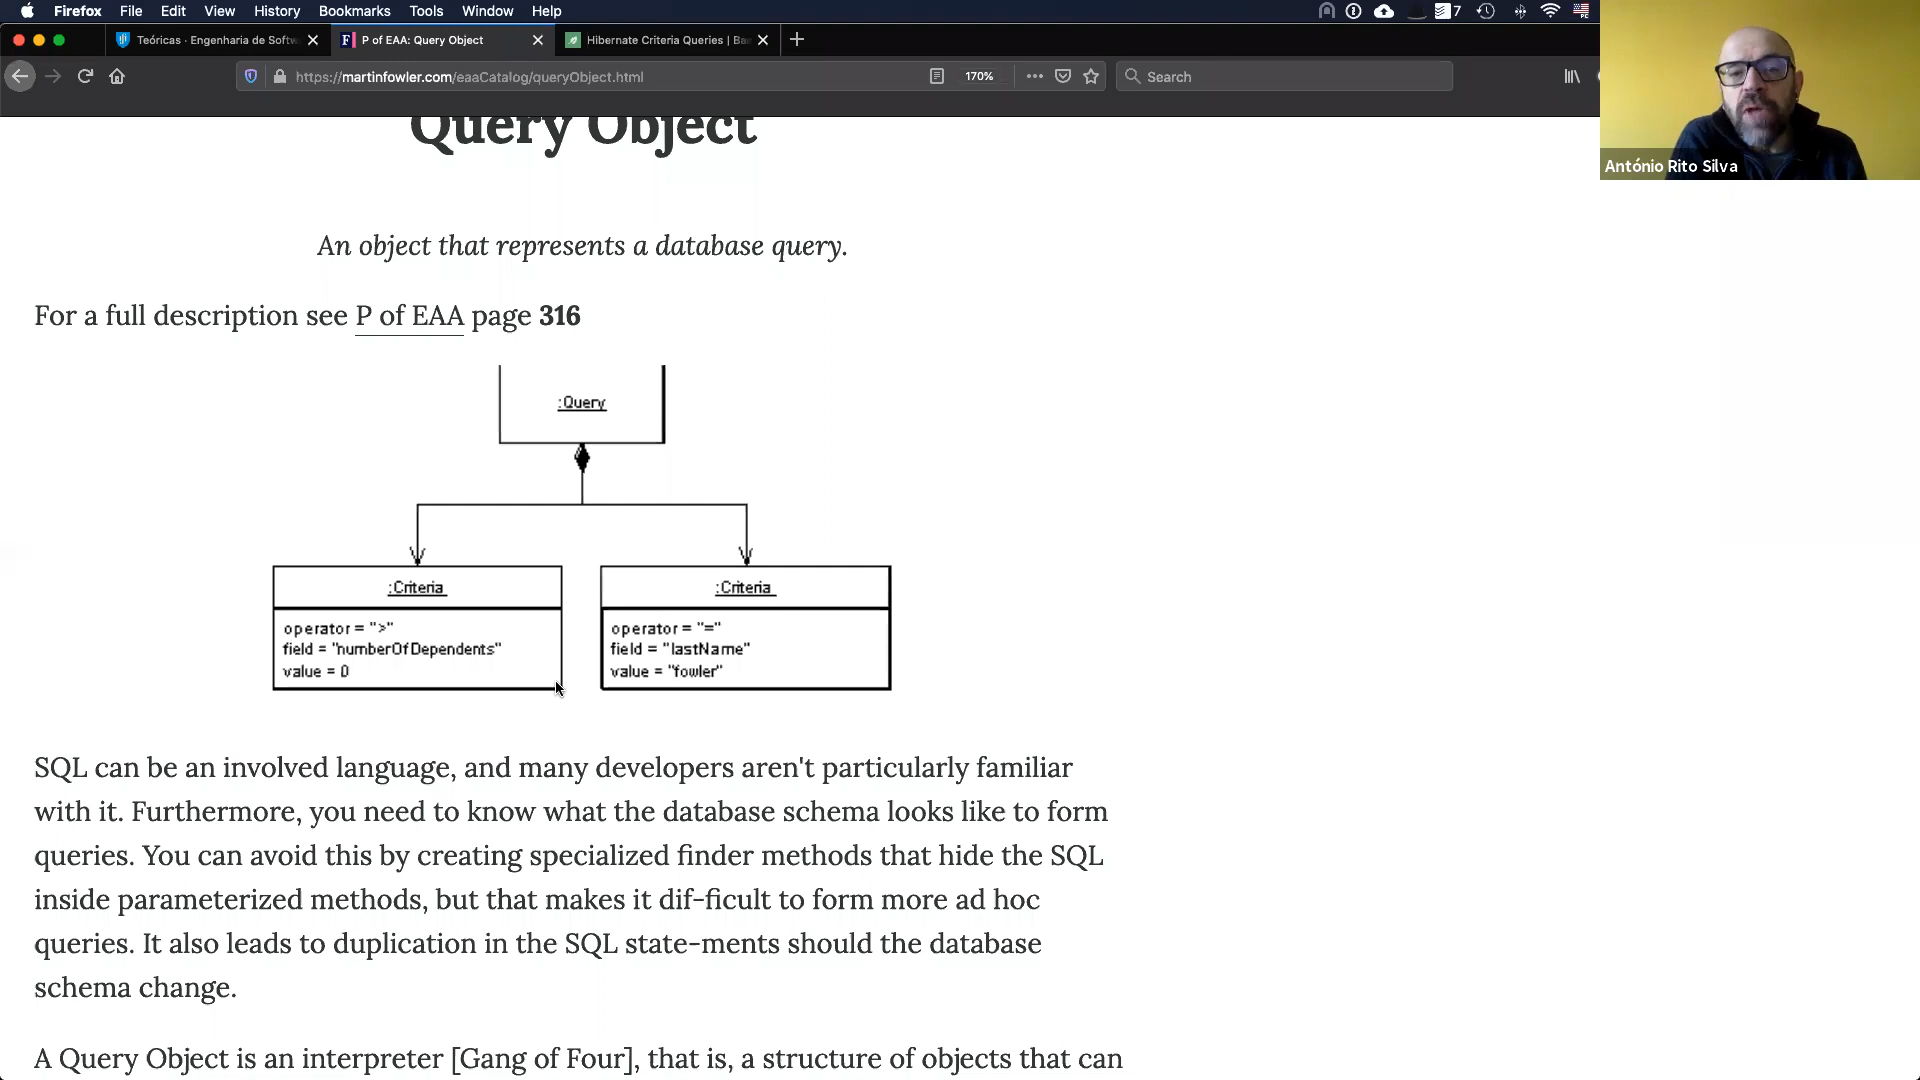 Firefox File Edit View History Bookmarks Tools Window Help 7
Teóricas · Engenharia de Softw
P of EAA: Query Object
Hibernate Criteria Queries | Ba
https://martinfowler.com/eaaCatalog/queryObject.html 170% Search
António Rito Silva
Query Object
An object that represents a database query.
For a full description see P of EAA page 316
:Query
:Criteria
operator = ">"
field = "numberOfDependents"
value = 0
:Criteria
operator = "="
field = "lastName"
value = "fowler"
SQL can be an involved language, and many developers aren't particularly familiar
with it. Furthermore, you need to know what the database schema looks like to form
queries. You can avoid this by creating specialized finder methods that hide the SQL
inside parameterized methods, but that makes it dif-ficult to form more ad hoc
queries. It also leads to duplication in the SQL state-ments should the database
schema change.
A Query Object is an interpreter [Gang of Four], that is, a structure of objects that can